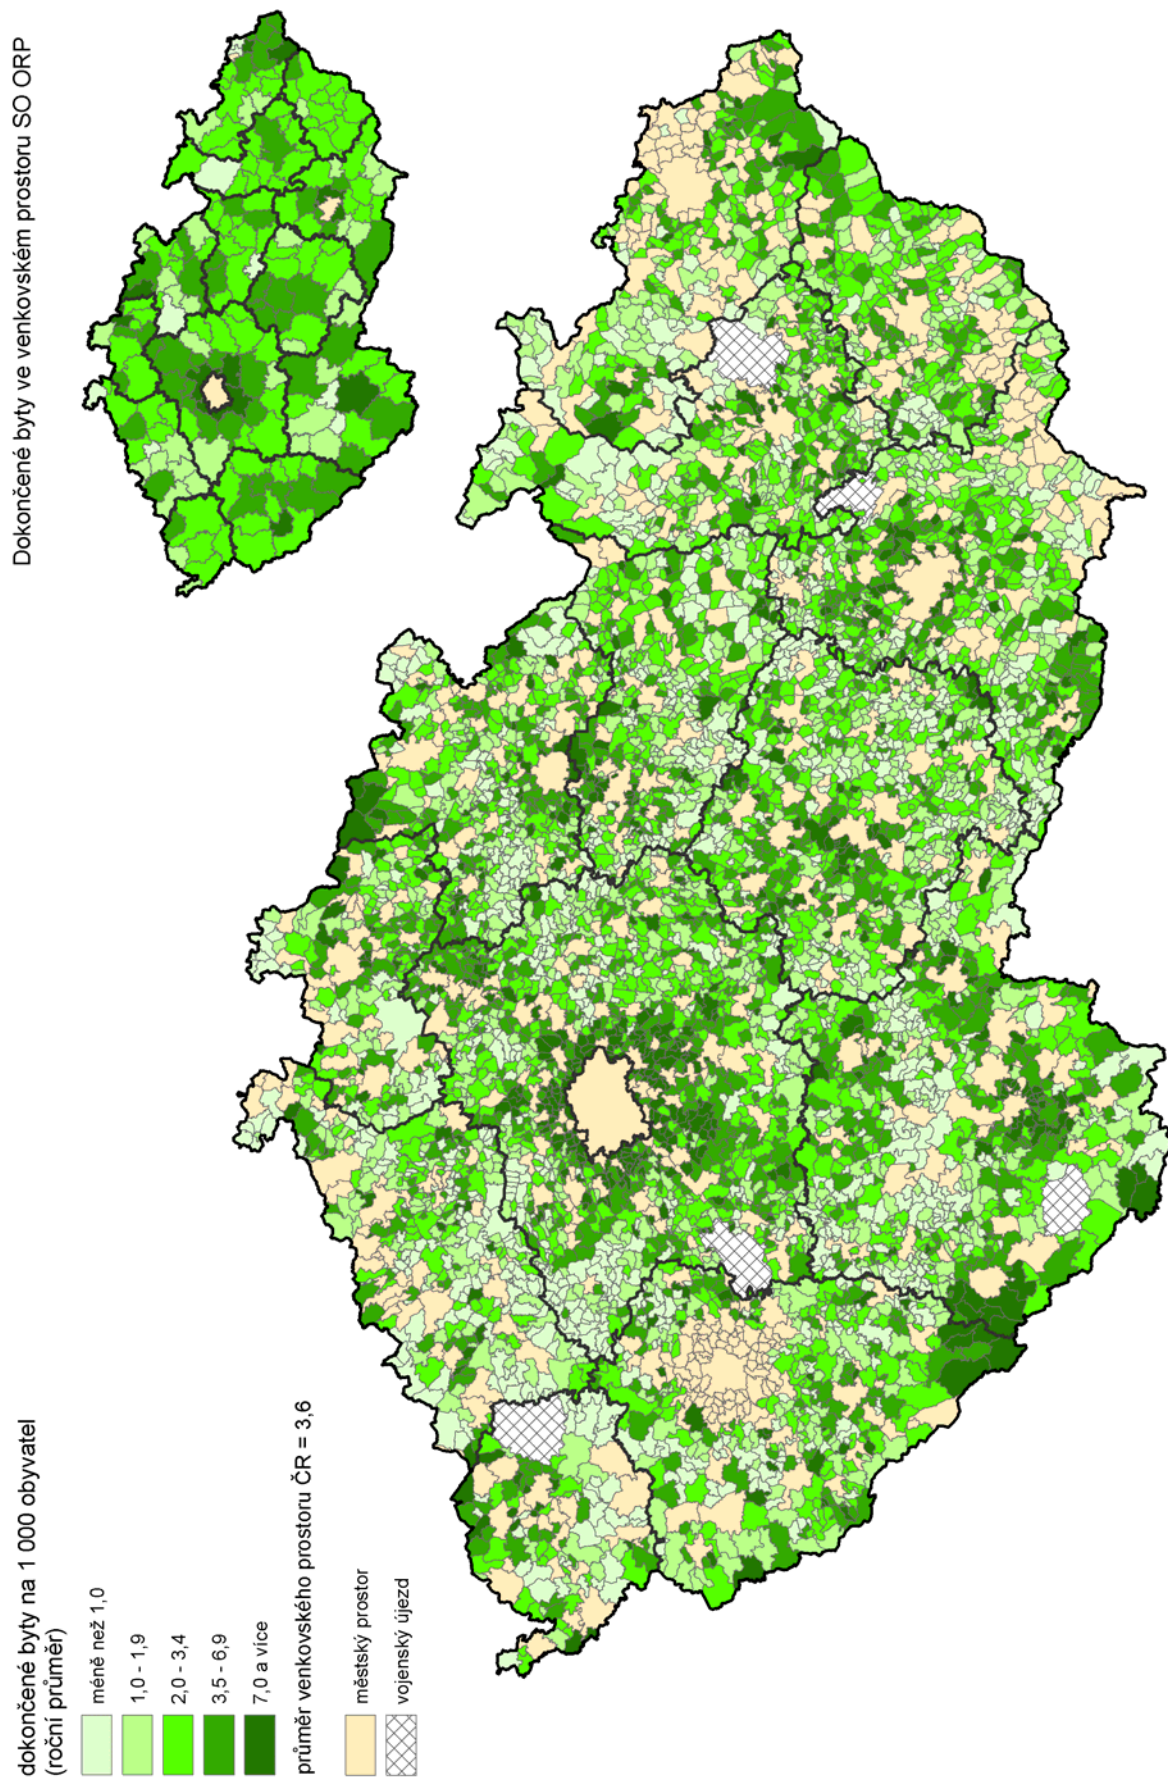 Dokončené byty ve venkovském prostoru SO ORP
dokončené byty na 1 000 obyvatel
(roční průměr)
méně než 1,0
1,0 - 1,9
2,0 - 3,4
3,5 - 6,9
7,0 a více
průměr venkovského prostoru ČR = 3,6
městský prostor
vojenský újezd